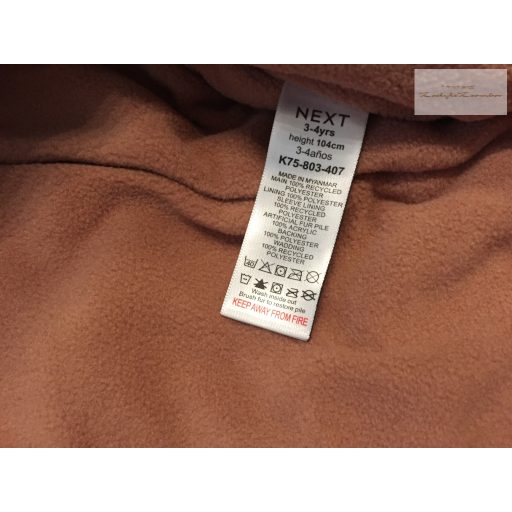 NEXT
3-4yrs
height 104cm
3-4años
K75-803-407
MADE IN MYANMAR
MAIN 100% RECYCLED
POLYESTER
LINING 100% POLYESTER
SLEEVE LINING
100% RECYCLED
POLYESTER
ARTIFICIAL FUR PILE
100% ACRYLIC
BACKING
100% POLYESTER
WADDING
100% RECYCLED
POLYESTER
Wash inside out
Brush fur to restore pile
KEEP AWAY FROM FIRE